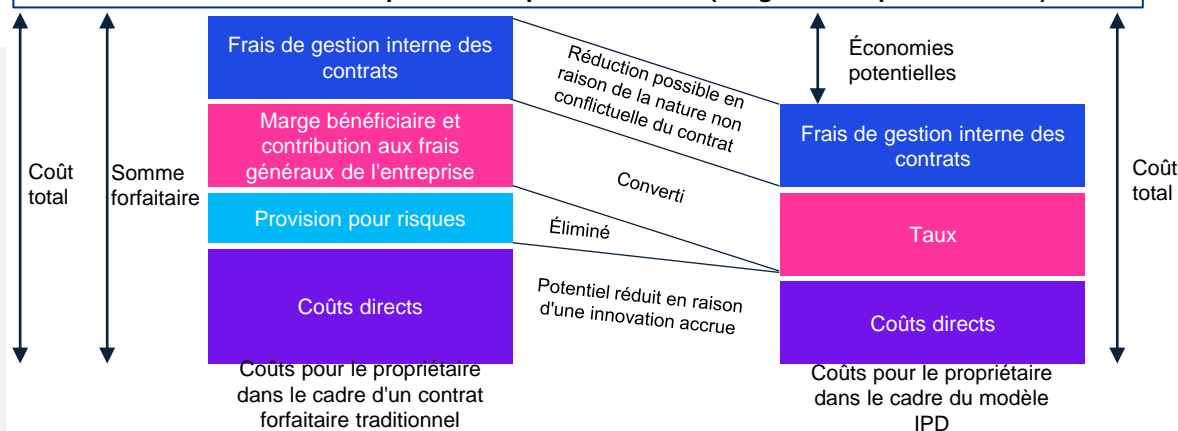 Frais de gestion interne des
contrats
Marge bénéficiaire et
contribution aux frais
généraux de l'entreprise
Provision pour risques
Coûts directs
Coût
total
Somme
forfaitaire
Réduction possible en
raison de la nature non
conflictuelle du contrat
Converti
Éliminé
Potentiel réduit en raison
d'une innovation accrue
Économies
potentielles
Frais de gestion interne des
contrats
Taux
Coûts directs
Coût
total
Coûts pour le propriétaire
dans le cadre d'un contrat
forfaitaire traditionnel
Coûts pour le propriétaire
dans le cadre du modèle
IPD